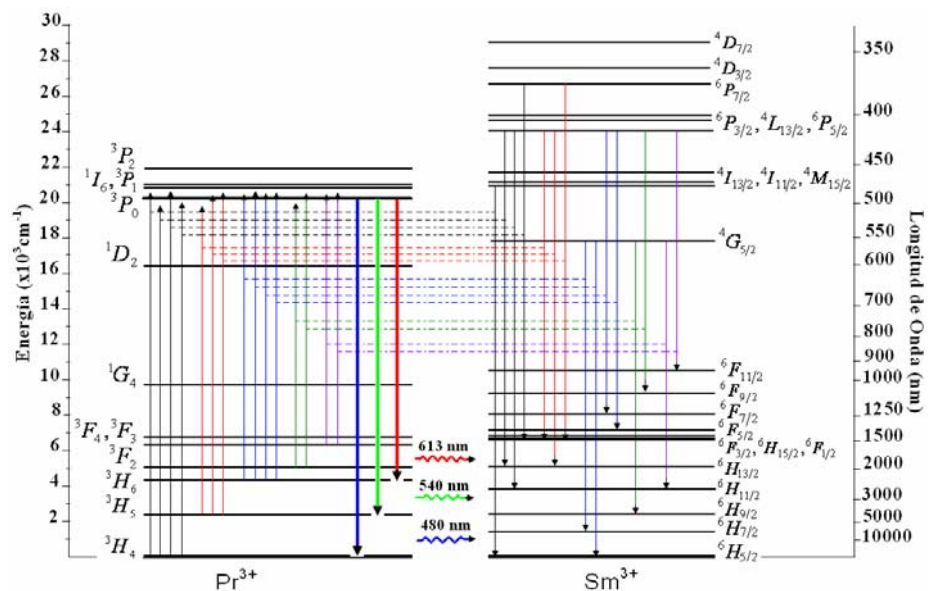 Energía (x10³cm⁻¹)
30
28
26
24
22
20
18
16
14
12
10
8
6
4
2
³P₂
¹I₆, ³P₁
³P₀
¹D₂
¹G₄
³F₄, ³F₃
³F₂
³H₆
³H₅
³H₄
Pr³⁺
613 nm
540 nm
480 nm
⁴D₇/₂
⁴D₃/₂
⁶P₇/₂
⁶P₃/₂, ⁴L₁₃/₂, ⁶P₅/₂
⁴I₁₃/₂, ⁴I₁₁/₂, ⁴M₁₅/₂
⁴G₅/₂
⁶F₁₁/₂
⁶F₉/₂
⁶F₇/₂
⁶F₅/₂
⁶F₃/₂, ⁶H₁₅/₂, ⁶F₁/₂
⁶H₁₃/₂
⁶H₁₁/₂
⁶H₉/₂
⁶H₇/₂
⁶H₅/₂
Sm³⁺
350
400
450
500
550
600
700
800
900
1000
1250
1500
2000
3000
5000
10000
Longitud de Onda (nm)